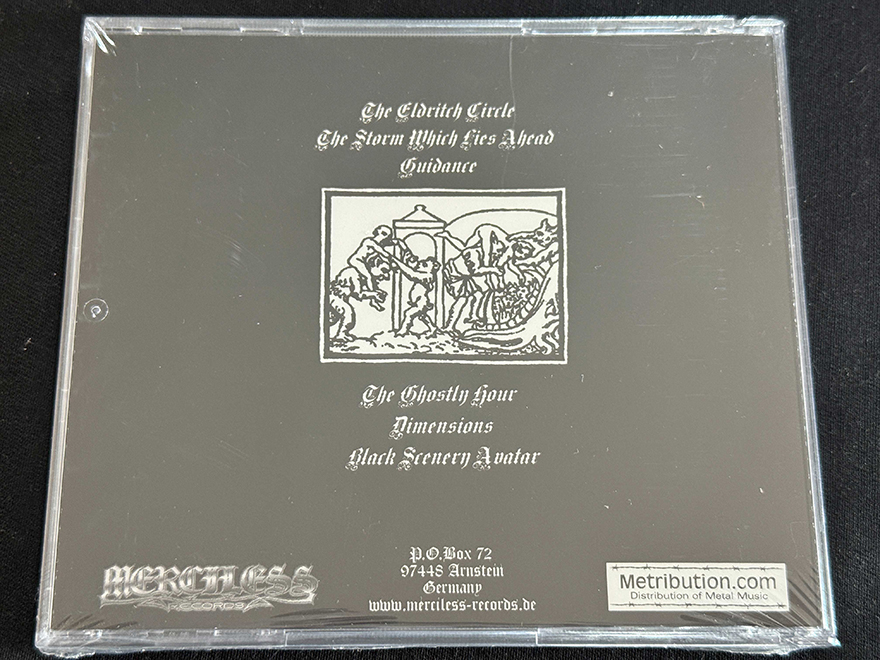 The Eldritch Circle
The Storm Which Lies Ahead
Guidance
The Ghostly Hour
Dimensions
Black Scenery Avatar
MERCILESS
RECORDS
P.O.Box 72
97448 Arnstein
Germany
www.merciless-records.de
Metribution.com
Distribution of Metal Music